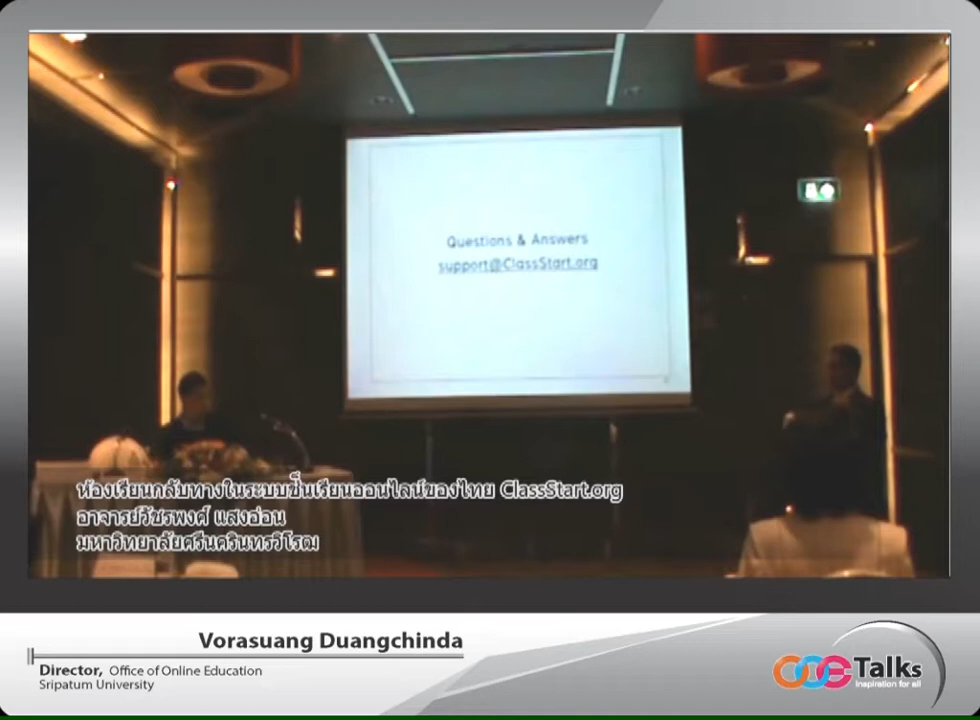 Questions & Answers
support@ClassStart.org
ห้องเรียนกลับทางในระบบชั้นเรียนออนไลน์ของไทย ClassStart.org
อาจารย์วัชรพงศ์ แสงอ่อน
มหาวิทยาลัยศรีนครินทรวิโรฒ
Vorasuang Duangchinda
Director, Office of Online Education
Sripatum University
OOE Talks
Inspiration for all